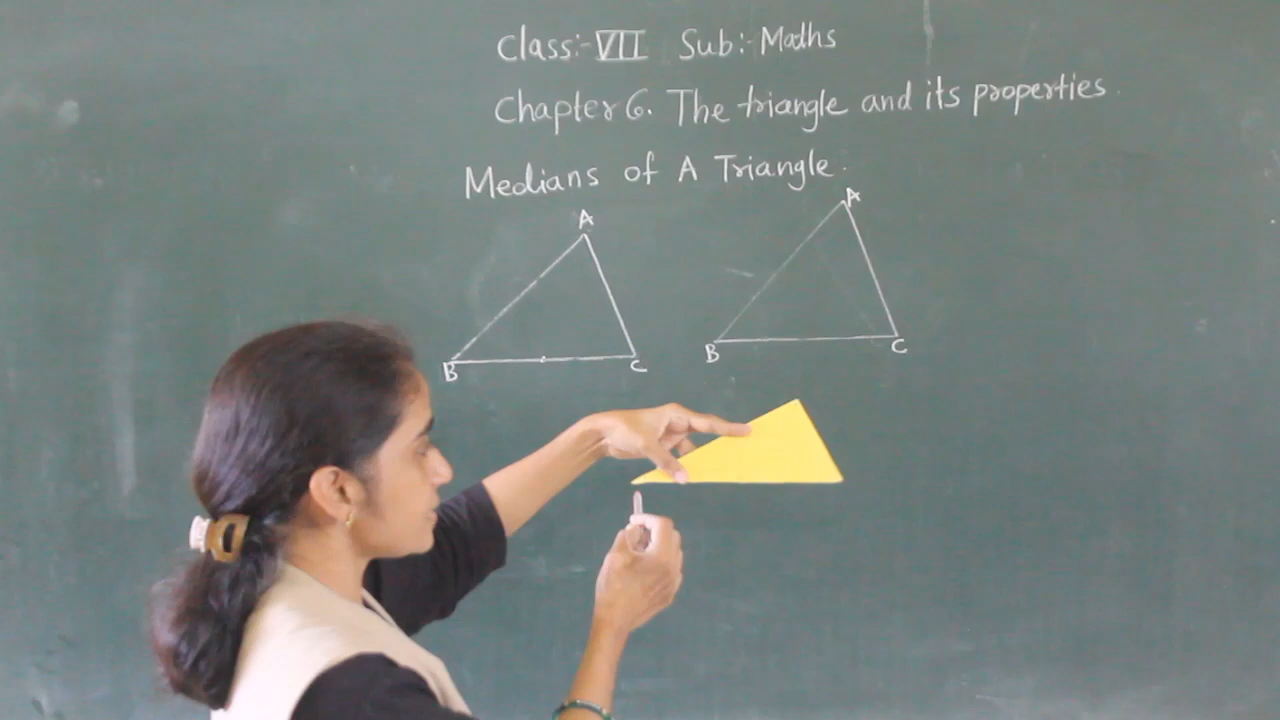 Class:- VII Sub:- Maths
Chapter 6. The triangle and its properties.
Medians of A Triangle.
A A
B C B C